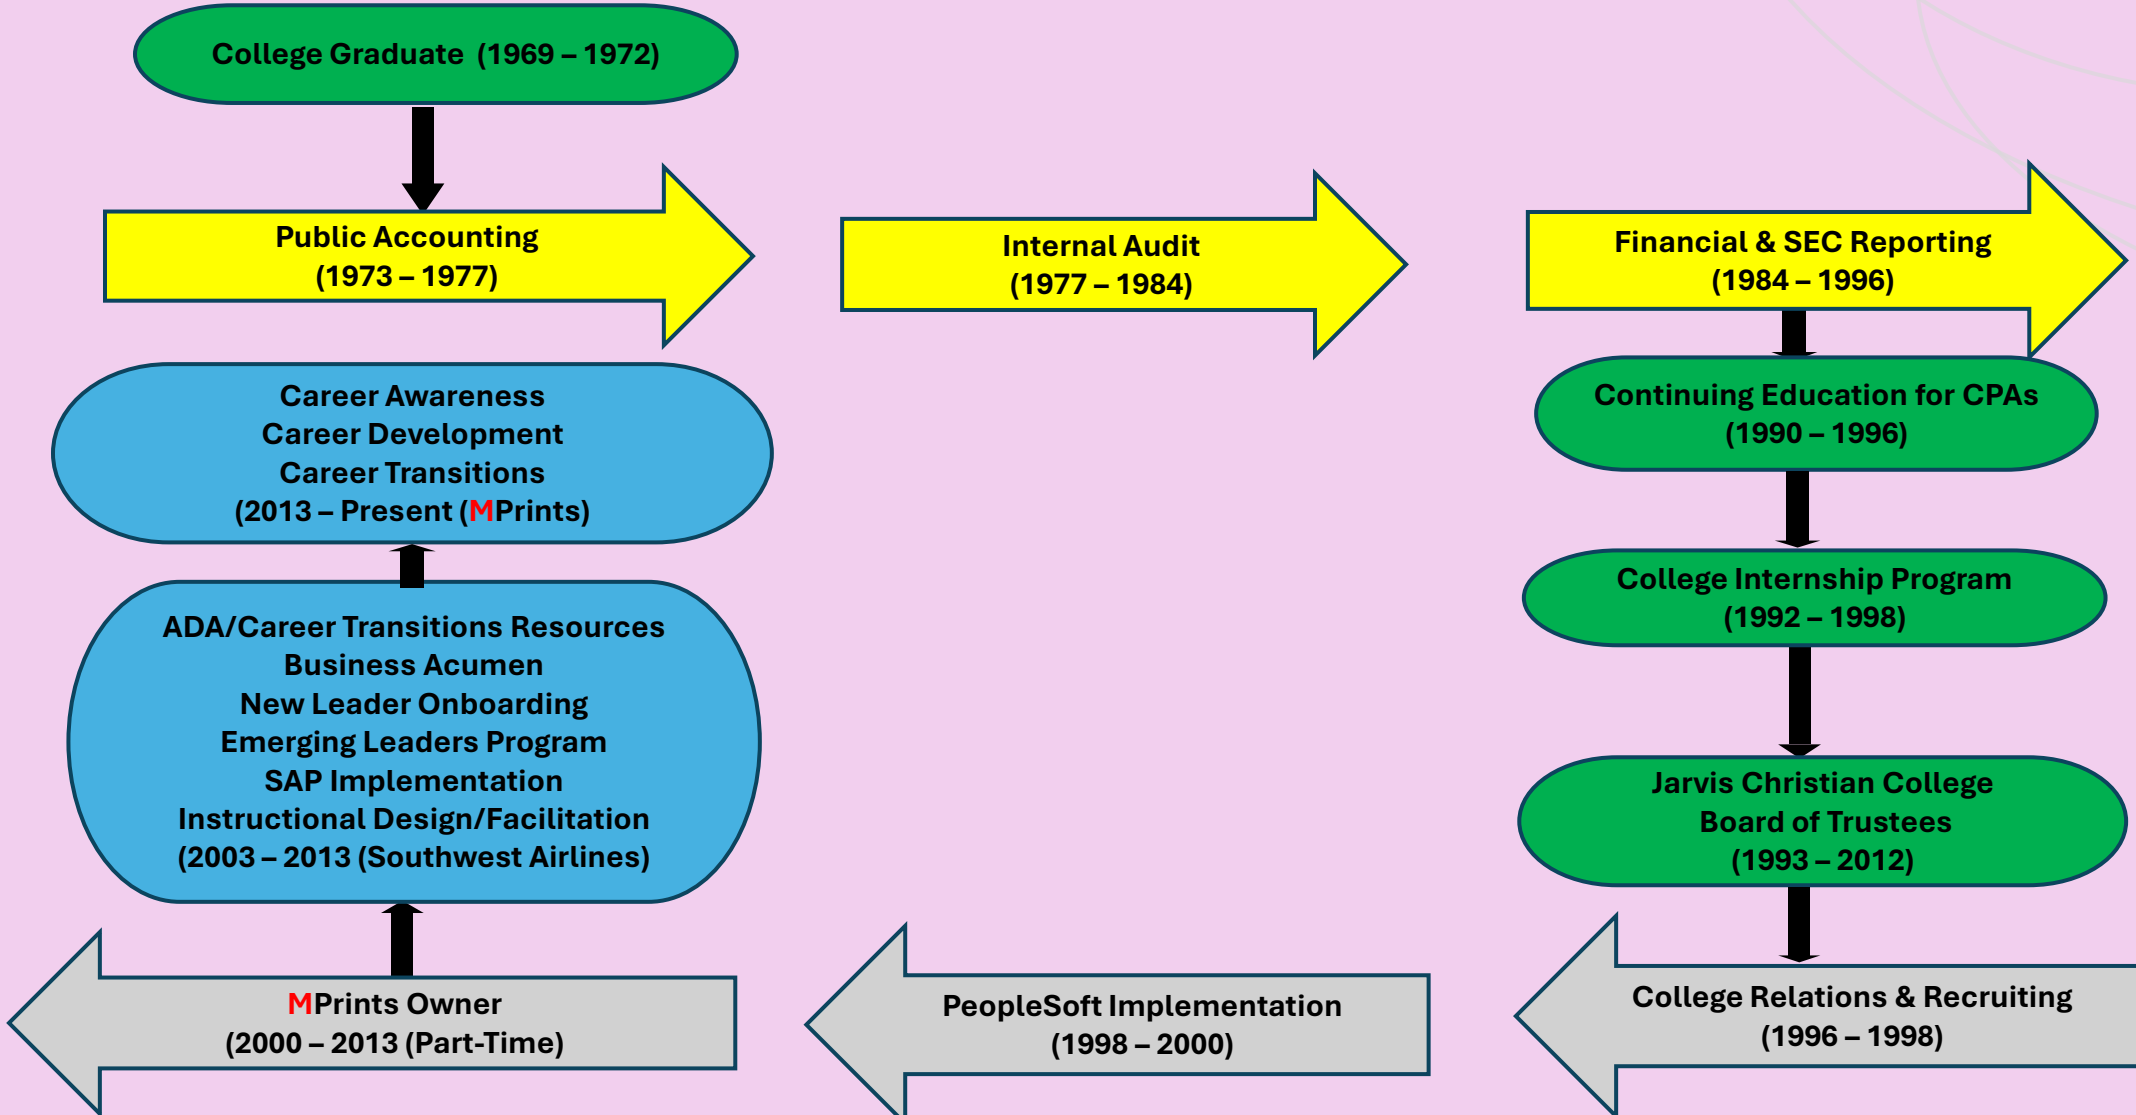 College Graduate (1969 – 1972)
Public Accounting
(1973 – 1977)
Internal Audit
(1977 – 1984)
Financial & SEC Reporting
(1984 – 1996)
Continuing Education for CPAs
(1990 – 1996)
College Internship Program
(1992 – 1998)
Jarvis Christian College
Board of Trustees
(1993 – 2012)
College Relations & Recruiting
(1996 – 1998)
PeopleSoft Implementation
(1998 – 2000)
MPrints Owner
(2000 – 2013 (Part-Time)
ADA/Career Transitions Resources
Business Acumen
New Leader Onboarding
Emerging Leaders Program
SAP Implementation
Instructional Design/Facilitation
(2003 – 2013 (Southwest Airlines)
Career Awareness
Career Development
Career Transitions
(2013 – Present (MPrints)